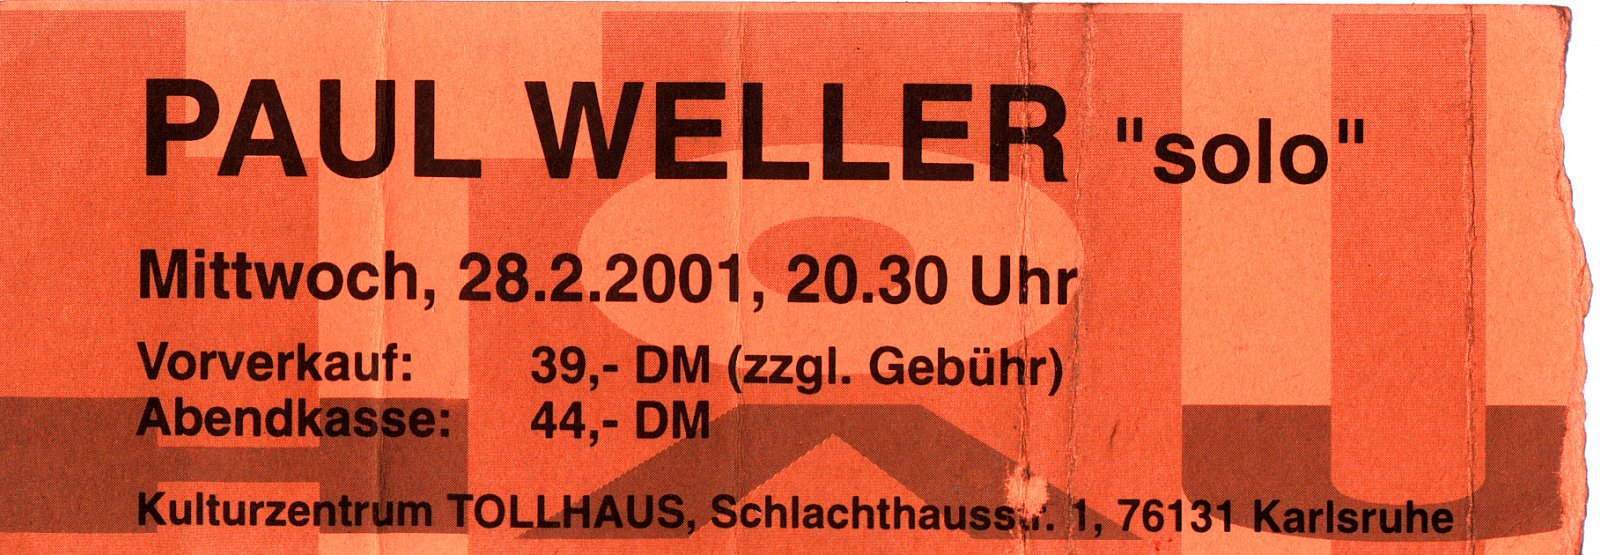 PAUL WELLER "solo"
Mittwoch, 28.2.2001, 20.30 Uhr
Vorverkauf: 39,- DM (zzgl. Gebühr)
Abendkasse: 44,- DM
Kulturzentrum TOLLHAUS, Schlachthausstr. 1, 76131 Karlsruhe